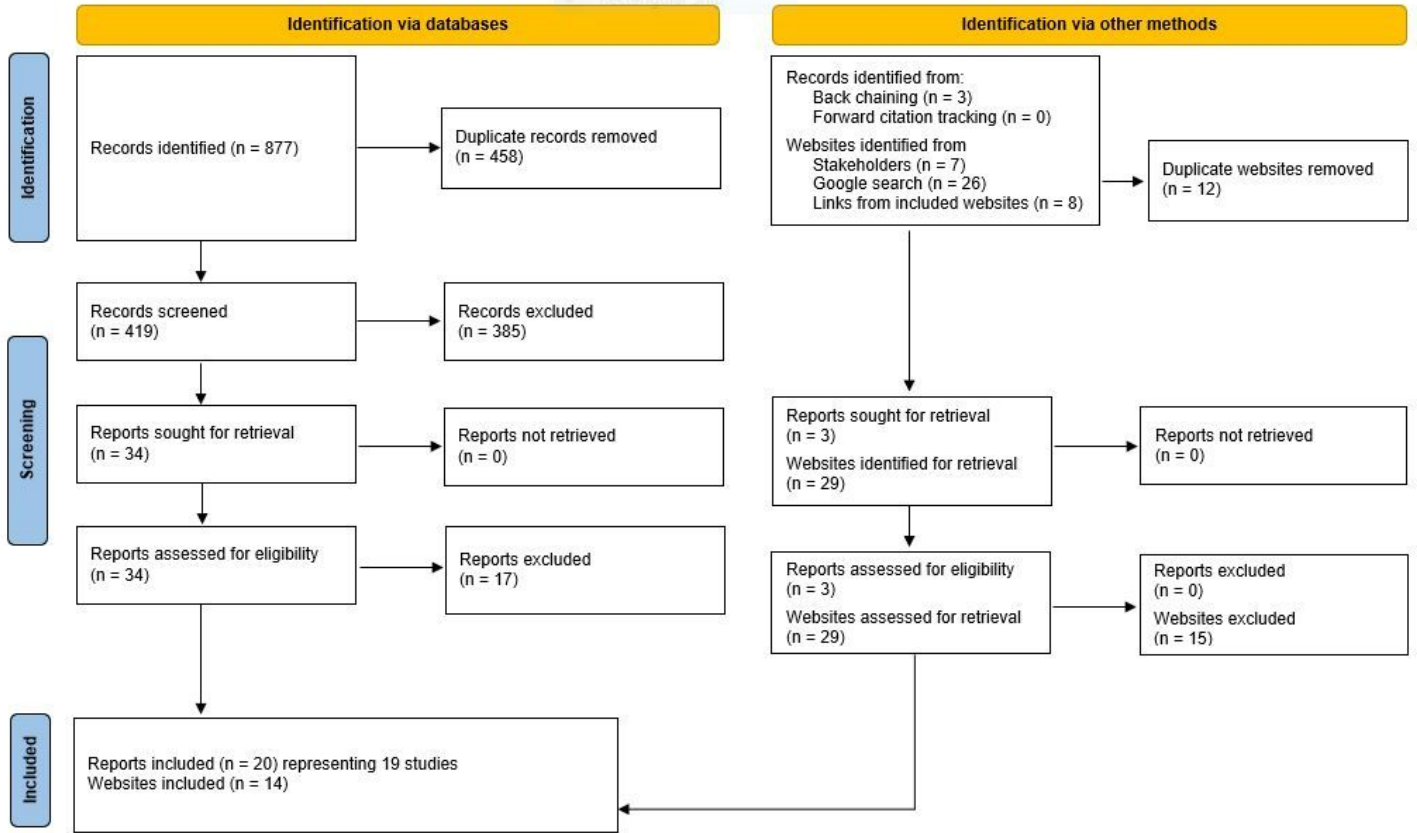 Identification via databases
Identification via other methods
Identification
Records identified (n = 877)
Duplicate records removed
(n = 458)
Records identified from:
Back chaining (n = 3)
Forward citation tracking (n = 0)
Websites identified from
Stakeholders (n = 7)
Google search (n = 26)
Links from included websites (n = 8)
Duplicate websites removed
(n = 12)
Screening
Records screened
(n = 419)
Records excluded
(n = 385)
Reports sought for retrieval
(n = 34)
Reports not retrieved
(n = 0)
Reports sought for retrieval
(n = 3)
Websites identified for retrieval
(n = 29)
Reports not retrieved
(n = 0)
Reports assessed for eligibility
(n = 34)
Reports excluded
(n = 17)
Reports assessed for eligibility
(n = 3)
Websites assessed for retrieval
(n = 29)
Reports excluded
(n = 0)
Websites excluded
(n = 15)
Included
Reports included (n = 20) representing 19 studies
Websites included (n = 14)